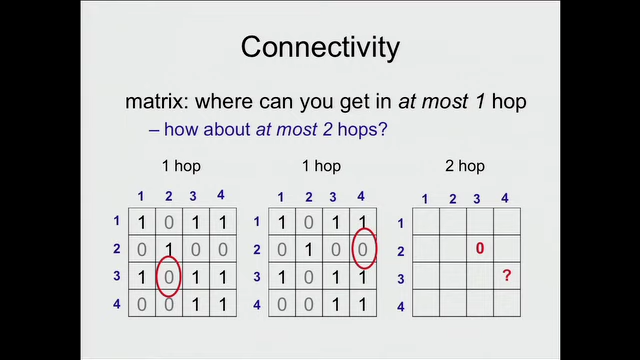 Connectivity
matrix: where can you get in at most 1 hop
– how about at most 2 hops?
1 hop 1 hop 2 hop
1 2 3 4 1 2 3 4 1 2 3 4
1 1 0 1 1 1 1 0 1 1 1
2 0 1 0 0 2 0 1 0 0 2 0
3 1 0 1 1 3 1 0 1 1 3 ?
4 0 0 1 1 4 0 0 1 1 4